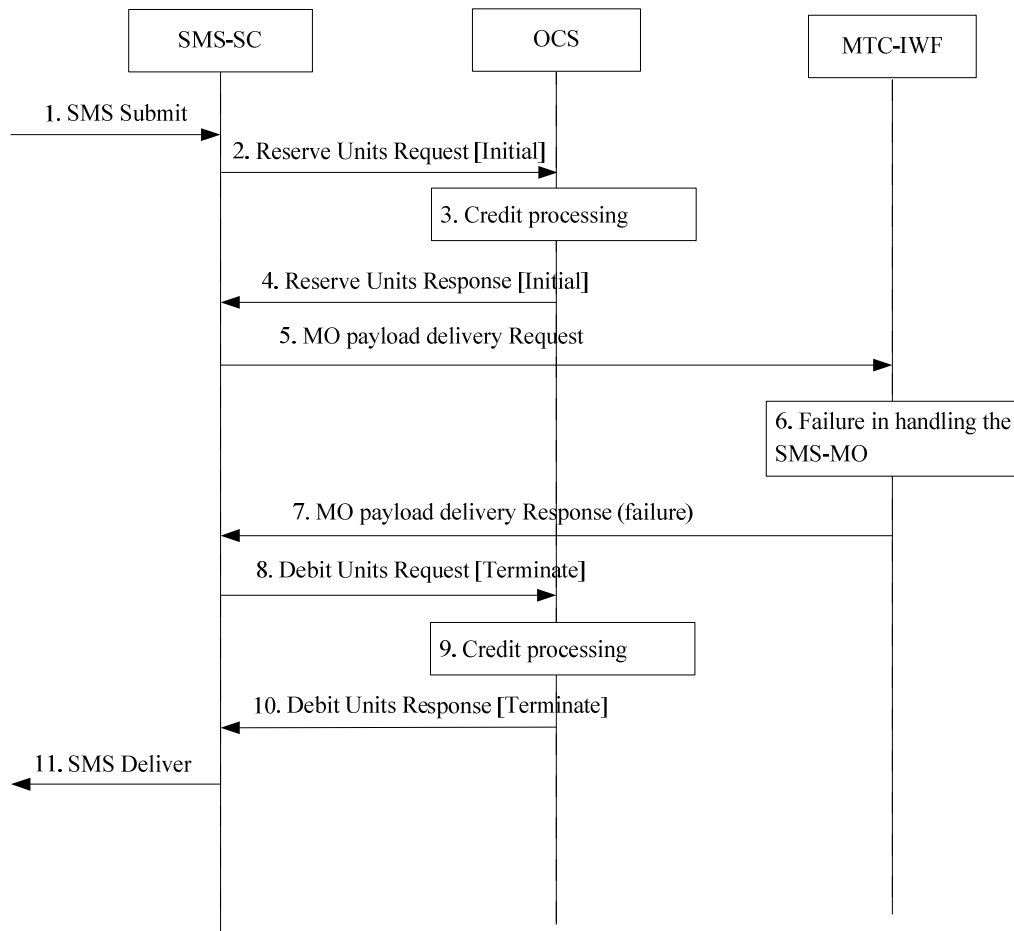 SMS-SC
OCS
MTC-IWF
1. SMS Submit
2. Reserve Units Request [Initial]
3. Credit processing
4. Reserve Units Response [Initial]
5. MO payload delivery Request
6. Failure in handling the
SMS-MO
7. MO payload delivery Response (failure)
8. Debit Units Request [Terminate]
9. Credit processing
10. Debit Units Response [Terminate]
11. SMS Deliver